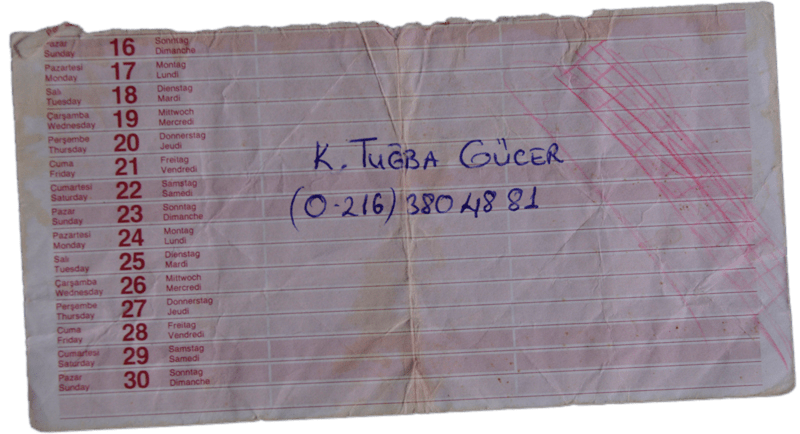 Pazar 16 Sonntag
Sunday Dimanche
Pazartesi 17 Montag
Monday Lundi
Salı 18 Dienstag
Tuesday Mardi
Çarşamba 19 Mittwoch
Wednesday Mercredi
Perşembe 20 Donnerstag
Thursday Jeudi
Cuma 21 Freitag
Friday Vendredi
Cumartesi 22 Samstag
Saturday Samedi
Pazar 23 Sonntag
Sunday Dimanche
Pazartesi 24 Montag
Monday Lundi
Salı 25 Dienstag
Tuesday Mardi
Çarşamba 26 Mittwoch
Wednesday Mercredi
Perşembe 27 Donnerstag
Thursday Jeudi
Cuma 28 Freitag
Friday Vendredi
Cumartesi 29 Samstag
Saturday Samedi
Pazar 30 Sonntag
Sunday Dimanche
K. TUĞBA GÜCER
(0-216) 380 48 81